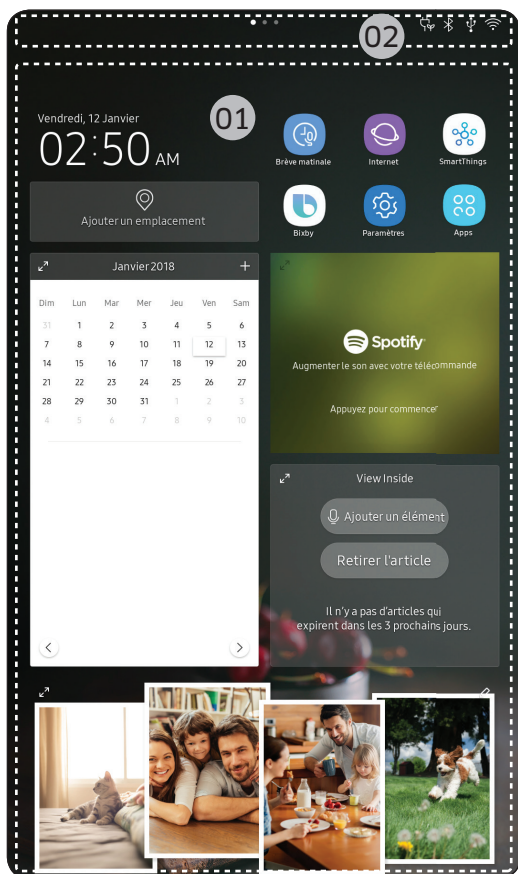 02
01
Vendredi, 12 Janvier
02:50 AM
Ajouter un emplacement
Brève matinale
Internet
SmartThings
Bixby
Paramètres
Apps
Janvier 2018 +
Dim Lun Mar Mer Jeu Ven Sam
31 1 2 3 4 5 6
7 8 9 10 11 12 13
14 15 16 17 18 19 20
21 22 23 24 25 26 27
28 29 30 31 1 2 3
4 5 6 7 8 9 10
Spotify
Augmenter le son avec votre télécommande
Appuyez pour commencer
View Inside
Ajouter un élément
Retirer l'article
Il n'y a pas d'articles qui
expirent dans les 3 prochains jours.